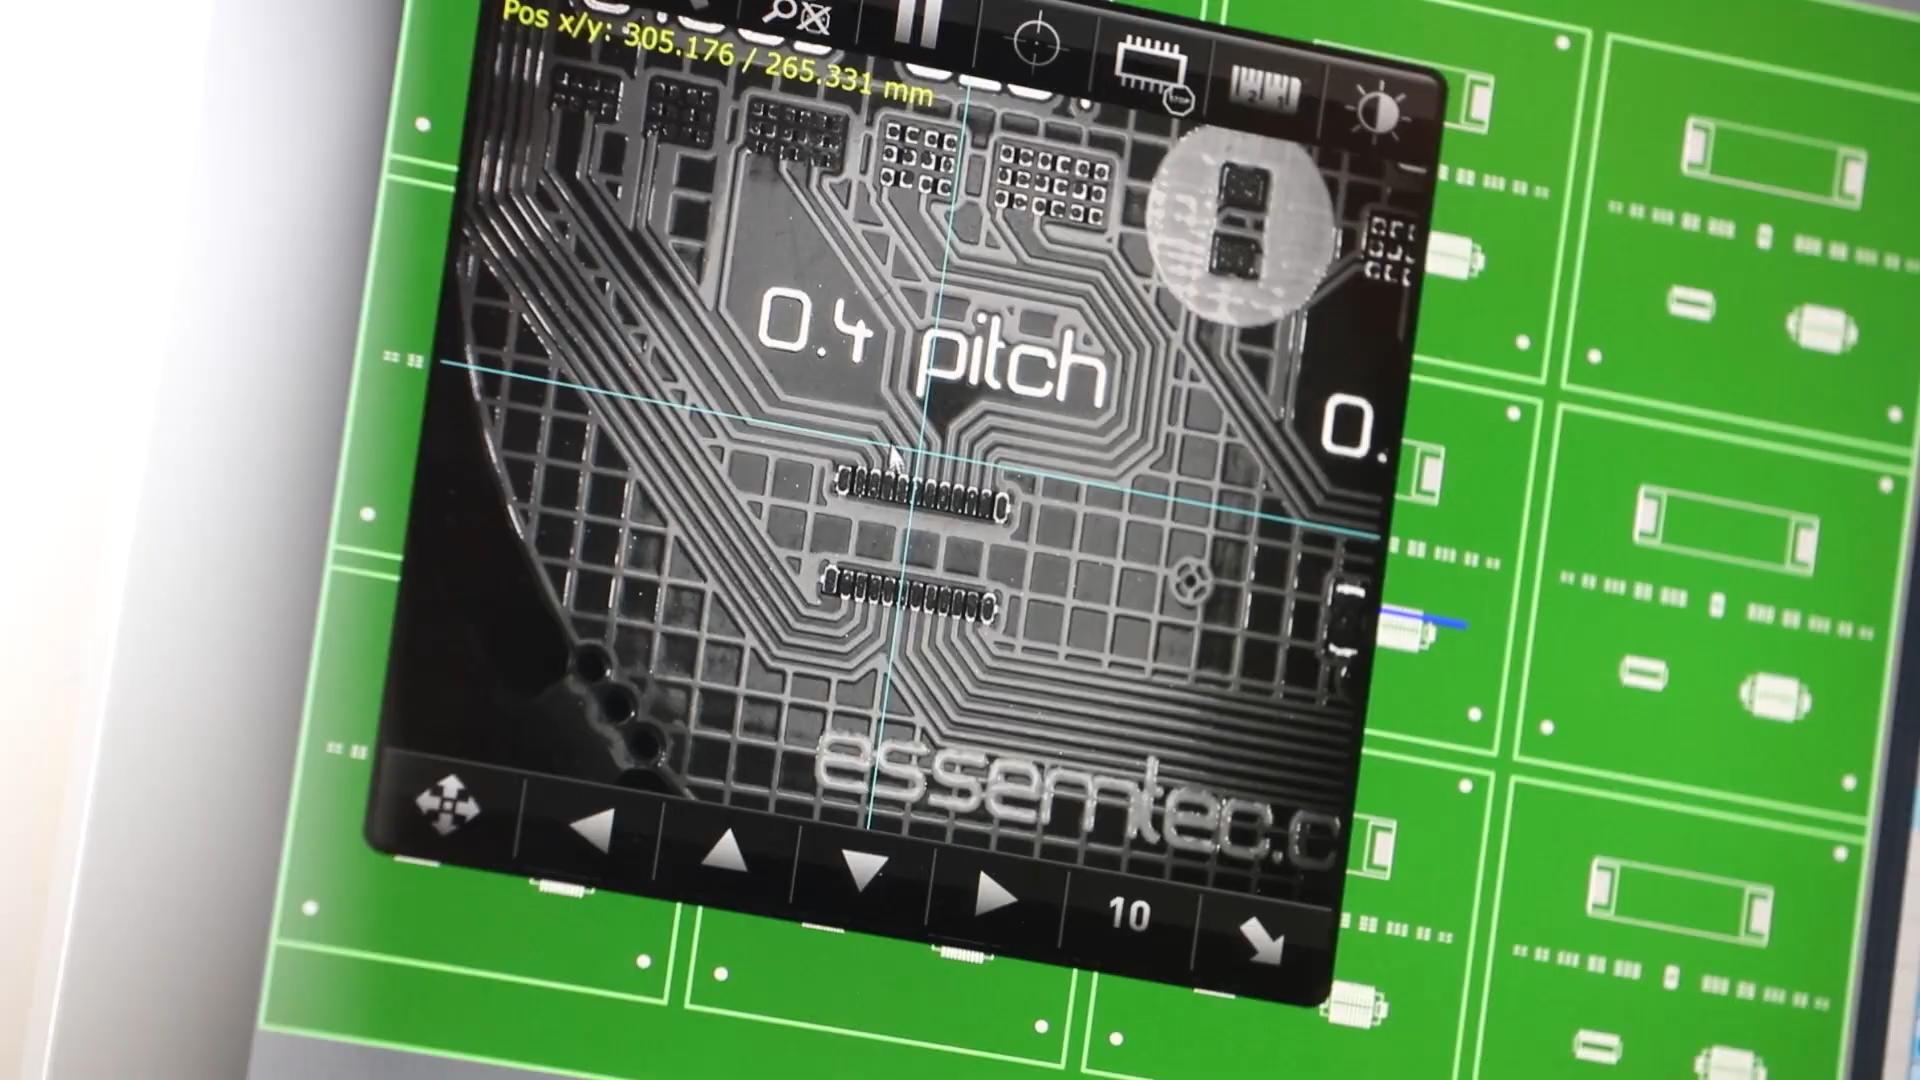 Pos x/y: 305.176 / 265.331 mm
0.4 pitch
0.
essemtec.c
10